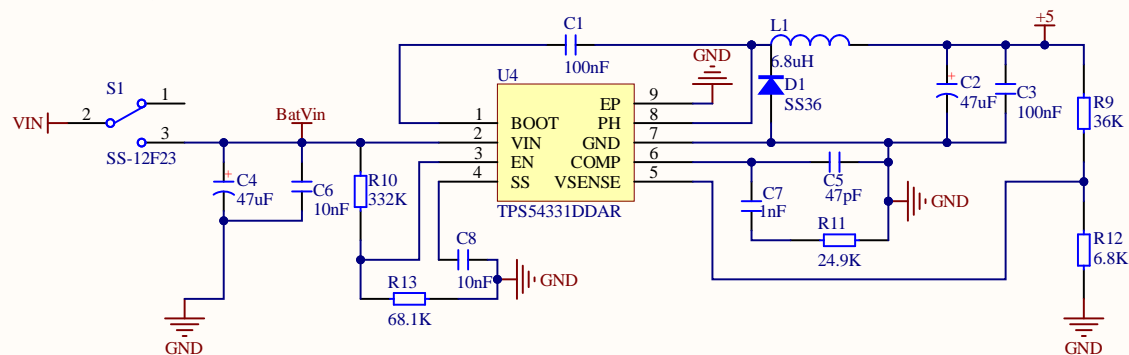 C1
100nF
L1
6.8uH
+5
GND
U4
D1
SS36
C2
47uF
C3
100nF
R9
36K
S1
1
VIN
2
3
SS-12F23
BatVin
1
BOOT
2
VIN
3
EN
4
SS
EP
9
PH
8
GND
7
COMP
6
VSENSE
5
TPS54331DDAR
C4
47uF
C6
10nF
R10
332K
C7
1nF
C5
47pF
R11
24.9K
GND
R12
6.8K
C8
10nF
GND
R13
68.1K
GND
GND